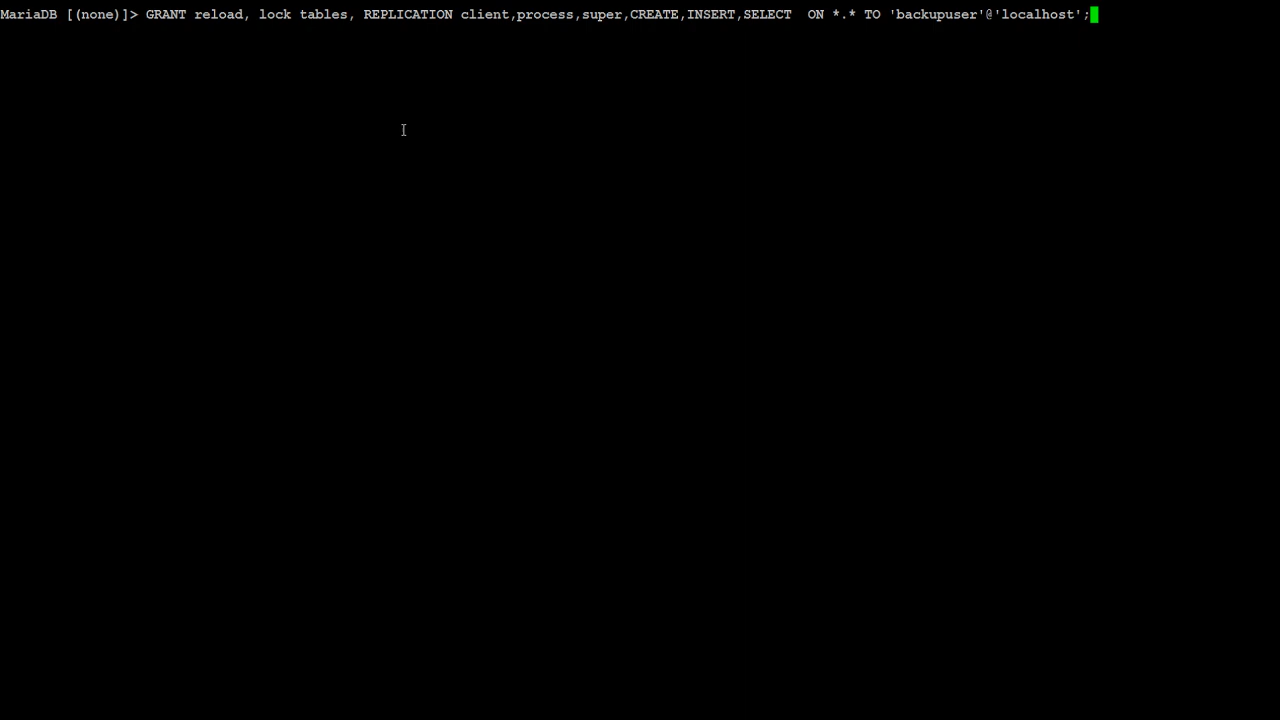 MariaDB [(none)]> GRANT reload, lock tables, REPLICATION client,process,super,CREATE,INSERT,SELECT  ON *.* TO 'backupuser'@'localhost';